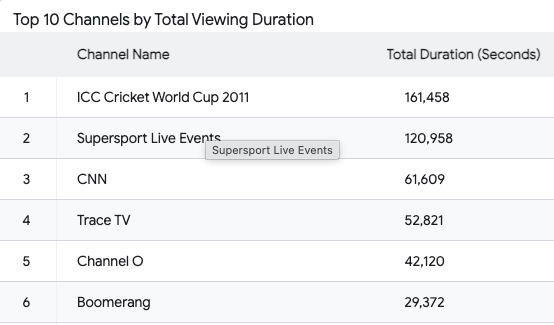 Top 10 Channels by Total Viewing Duration
Channel Name Total Duration (Seconds)
1 ICC Cricket World Cup 2011 161,458
2 Supersport Live Events 120,958
Supersport Live Events
3 CNN 61,609
4 Trace TV 52,821
5 Channel O 42,120
6 Boomerang 29,372